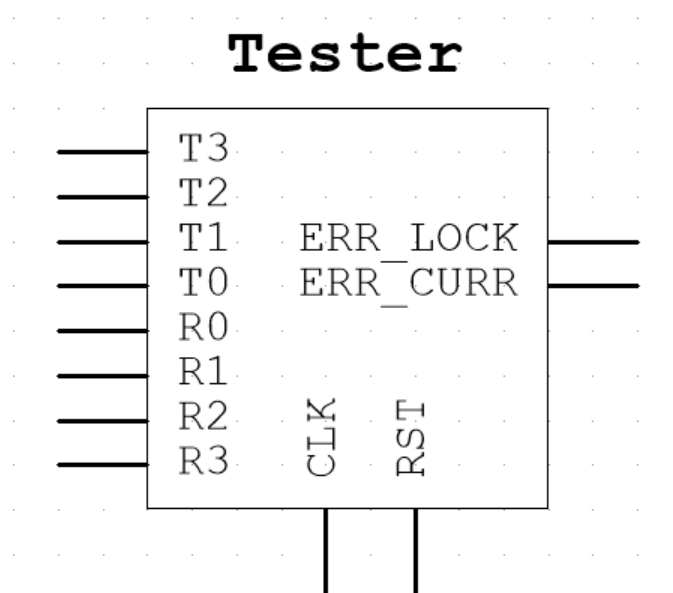 Tester
T3
T2
T1
ERR_LOCK
T0
ERR_CURR
R0
R1
R2
R3
CLK
RST